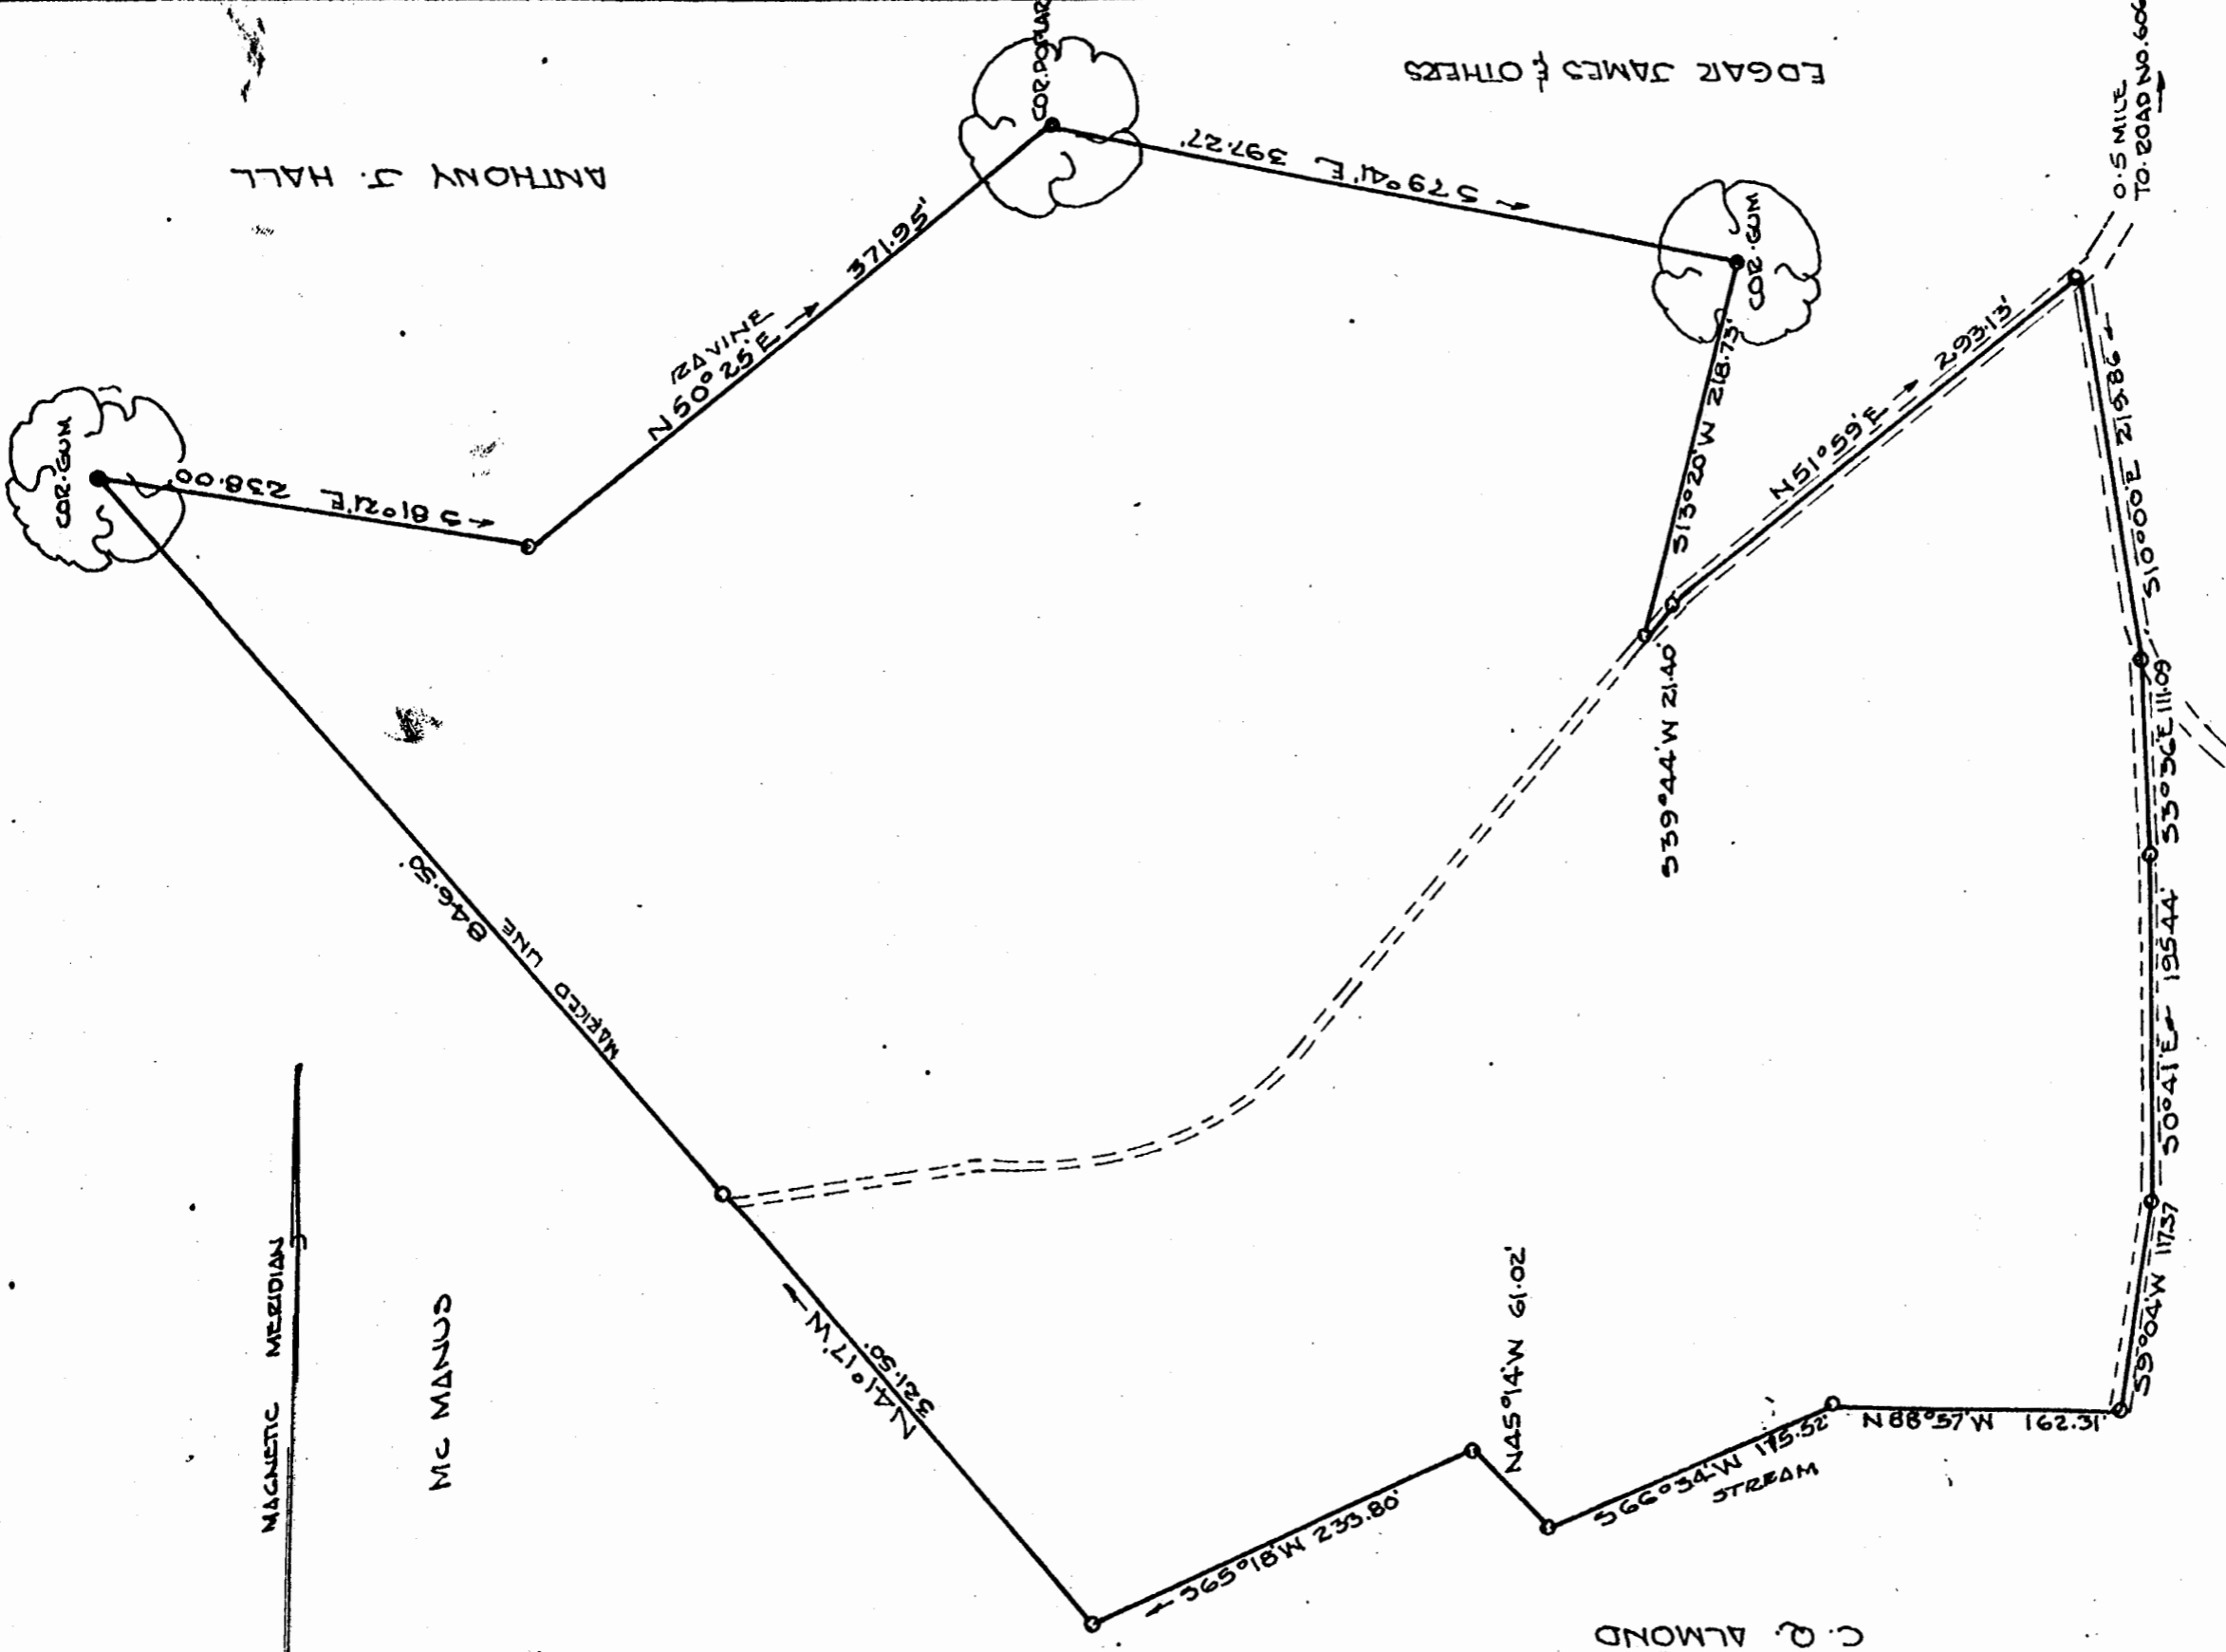 ANTHONY J. HALL
COR. POPLAR
EDGAR JAMES & OTHERS
0.5 MILE
TO ROAD NO. 606
COR. GUM
S 81° 21' E 238.00'
RAVINE
N 50° 25' E 371.95'
S 79° 41' E 397.27'
COR. GUM
S 13° 20' W 218.73'
S 39° 44' W 21.40'
N 51° 59' E 293.13'
S 10° 00' E 219.86
S 3° 36' E 111.09
S 0° 41' E 195.44'
S 9° 04' W 117.37
N 88° 57' W 162.31'
S 66° 34' W 175.52'
STREAM
N 45° 14' W 61.02'
S 65° 18' W 233.80'
N 41° 17' W
321.50'
846.50'
MARKED LINE
MAGNETIC MERIDIAN
MC MANUS
C. Q. ALMOND